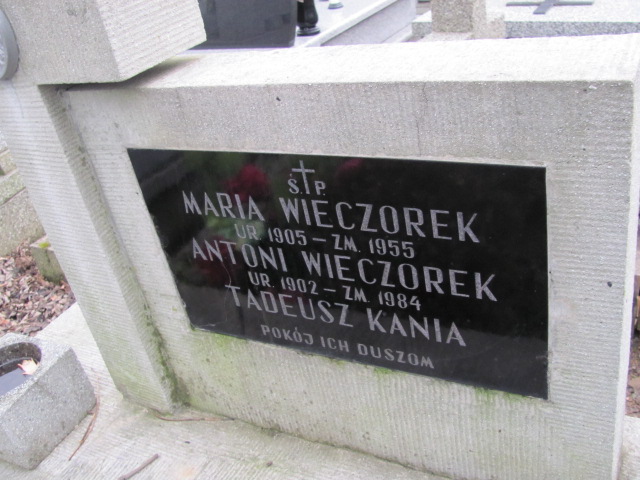 Ś.P.
MARIA WIECZOREK
UR. 1905 - ZM. 1955
ANTONI WIECZOREK
UR. 1902 - ZM. 1984
TADEUSZ KANIA
POKÓJ ICH DUSZOM